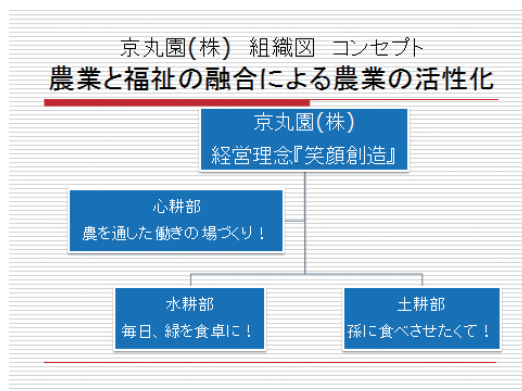 京丸園(株) 組織図 コンセプト
農業と福祉の融合による農業の活性化
京丸園(株)
経営理念『笑顔創造』
心耕部
農を通した働きの場づくり！
水耕部
毎日、緑を食卓に！
土耕部
孫に食べさせたくて！